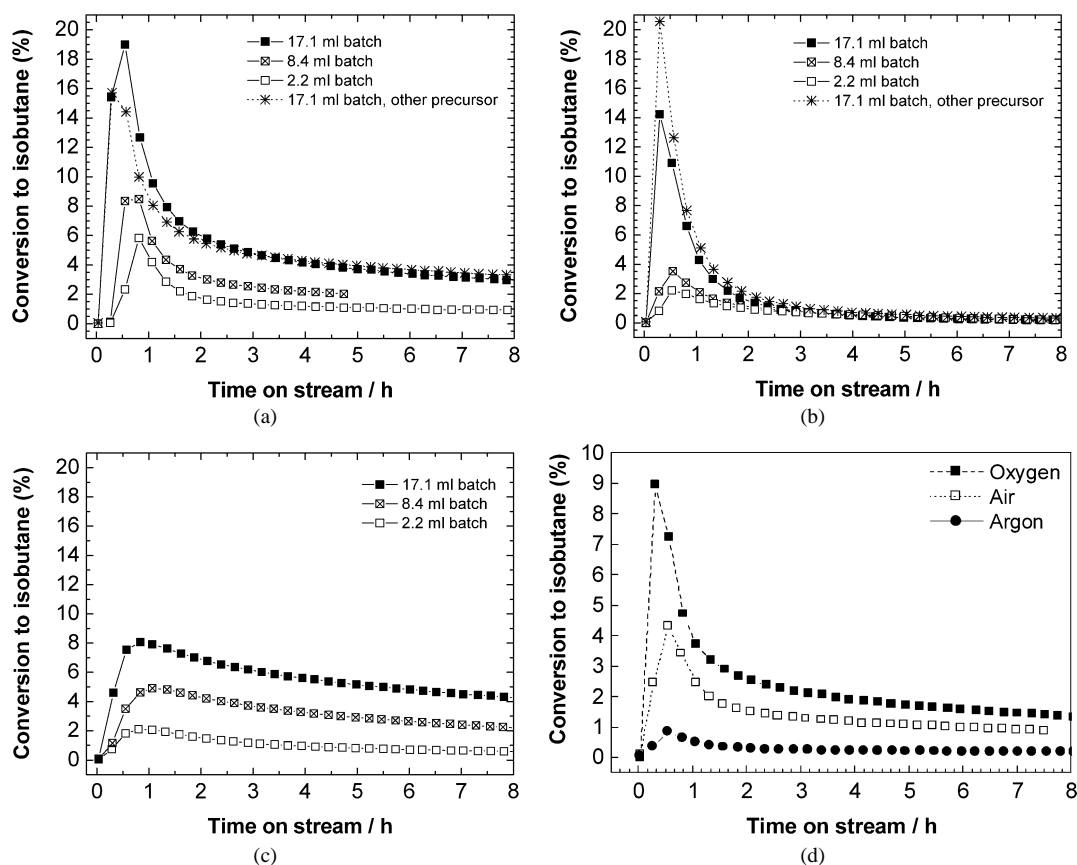 Conversion to isobutane (%)
20
18
16
14
12
10
8
6
4
2
0
17.1 ml batch
8.4 ml batch
2.2 ml batch
17.1 ml batch, other precursor
0 1 2 3 4 5 6 7 8
Time on stream / h
(a)
Conversion to isobutane (%)
20
18
16
14
12
10
8
6
4
2
0
17.1 ml batch
8.4 ml batch
2.2 ml batch
17.1 ml batch, other precursor
0 1 2 3 4 5 6 7 8
Time on stream / h
(b)
Conversion to isobutane (%)
20
18
16
14
12
10
8
6
4
2
0
17.1 ml batch
8.4 ml batch
2.2 ml batch
0 1 2 3 4 5 6 7 8
Time on stream / h
(c)
Conversion to isobutane (%)
10
9
8
7
6
5
4
3
2
1
0
Oxygen
Air
Argon
0 1 2 3 4 5 6 7 8
Time on stream / h
(d)